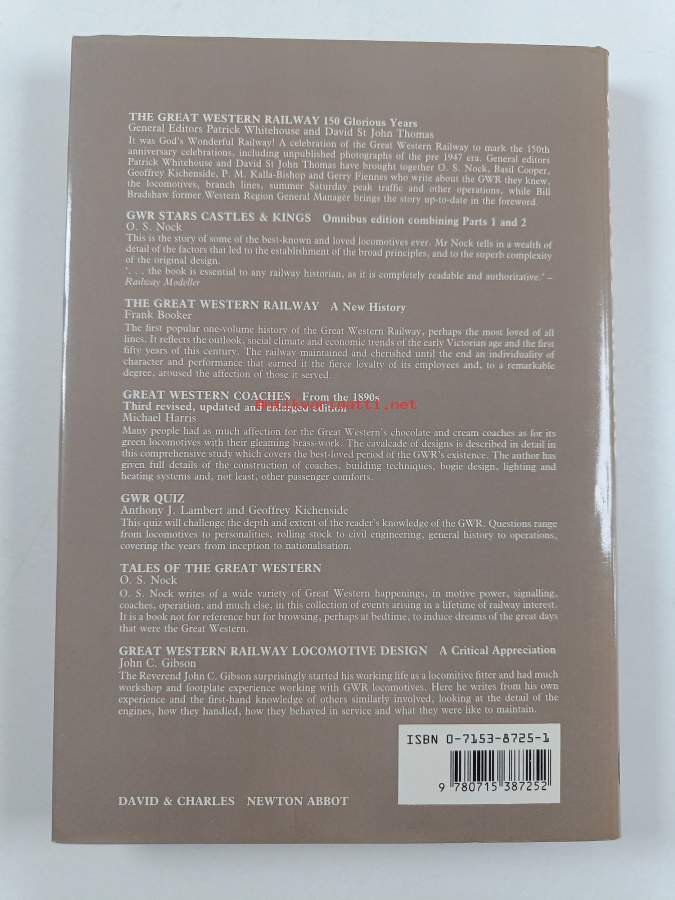 THE GREAT WESTERN RAILWAY 150 Glorious Years
General Editors Patrick Whitehouse and David St John Thomas
It was God's Wonderful Railway! A celebration of the Great Western Railway to mark the 150th
anniversary celebrations, including unpublished photographs of the pre 1947 era. General editors
Patrick Whitehouse and David St John Thomas have brought together O. S. Nock, Basil Cooper,
Geoffrey Kichenside, P. M. Kalla-Bishop and Gerry Fiennes who write about the GWR they knew,
the locomotives, branch lines, summer Saturday peak traffic and other operations, while Bill
Bradshaw former Western Region General Manager brings the story up-to-date in the foreword.
GWR STARS CASTLES & KINGS Omnibus edition combining Parts 1 and 2
O. S. Nock
This is the story of some of the best-known and loved locomotives ever. Mr Nock tells in a wealth of
detail of the factors that led to the establishment of the broad principles, and to the superb complexity
of the original design.
'. . . the book is essential to any railway historian, as it is completely readable and authoritative.' –
Railway Modeller
THE GREAT WESTERN RAILWAY A New History
Frank Booker
The first popular one-volume history of the Great Western Railway, perhaps the most loved of all
lines. It reflects the outlook, social climate and economic trends of the early Victorian age and the first
fifty years of this century. The railway maintained and cherished until the end an individuality of
character and performance that earned it the fierce loyalty of its employees and, to a remarkable
degree, aroused the affection of those it served.
GREAT WESTERN COACHES From the 1890s
Third revised, updated and enlarged edition
antikvariaatti.net
Michael Harris
Many people had as much affection for the Great Western's chocolate and cream coaches as for its
green locomotives with their gleaming brass-work. The cavalcade of designs is described in detail in
this comprehensive study which covers the best-loved period of the GWR's existence. The author has
given full details of the construction of coaches, building techniques, bogie design, lighting and
heating systems and, not least, other passenger comforts.
GWR QUIZ
Anthony J. Lambert and Geoffrey Kichenside
This quiz will challenge the depth and extent of the reader's knowledge of the GWR. Questions range
from locomotives to personalities, rolling stock to civil engineering, general history to operations,
covering the years from inception to nationalisation.
TALES OF THE GREAT WESTERN
O. S. Nock
O. S. Nock writes of a wide variety of Great Western happenings, in motive power, signalling,
coaches, operation, and much else, in this collection of events arising in a lifetime of railway interest.
It is a book not for reference but for browsing, perhaps at bedtime, to induce dreams of the great days
that were the Great Western.
GREAT WESTERN RAILWAY LOCOMOTIVE DESIGN A Critical Appreciation
John C. Gibson
The Reverend John C. Gibson surprisingly started his working life as a locomitive fitter and had much
workshop and footplate experience working with GWR locomotives. Here he writes from his own
experience and the first-hand knowledge of others similarly involved, looking at the detail of the
engines, how they handled, how they behaved in service and what they were like to maintain.
ISBN 0-7153-8725-1
9 780715 387252
DAVID & CHARLES NEWTON ABBOT